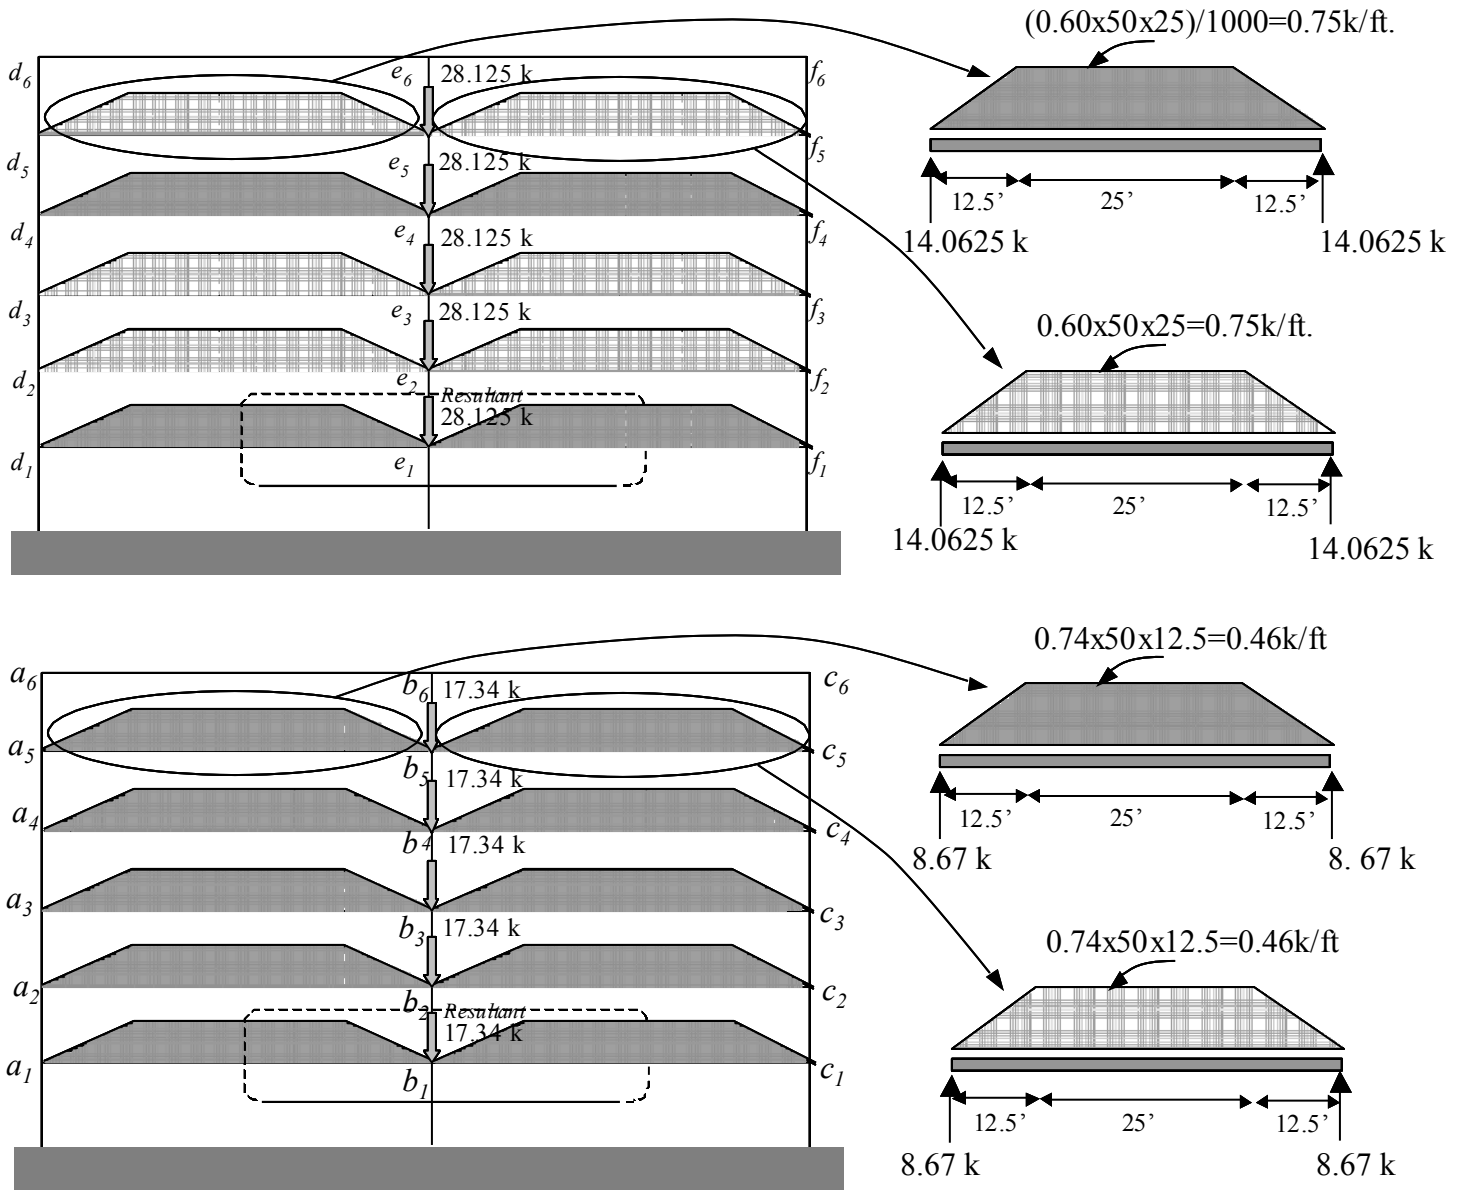 (0.60x50x25)/1000=0.75k/ft.
d6 e6 28.125 k f6
d5 e5 28.125 k f5
12.5’ 25’ 12.5’
14.0625 k 14.0625 k
d4 e4 28.125 k f4
d3 e3 28.125 k f3
0.60x50x25=0.75k/ft.
d2 e2 Resultant f2
28.125 k
d1 e1 f1
12.5’ 25’ 12.5’
14.0625 k 14.0625 k
0.74x50x12.5=0.46k/ft
a6 b6 17.34 k c6
a5 b5 17.34 k c5
12.5’ 25’ 12.5’
a4 b4 17.34 k c4
8.67 k 8. 67 k
a3 b3 17.34 k c3
0.74x50x12.5=0.46k/ft
a2 b2 Resultant c2
17.34 k
a1 b1 c1
12.5’ 25’ 12.5’
8.67 k 8.67 k